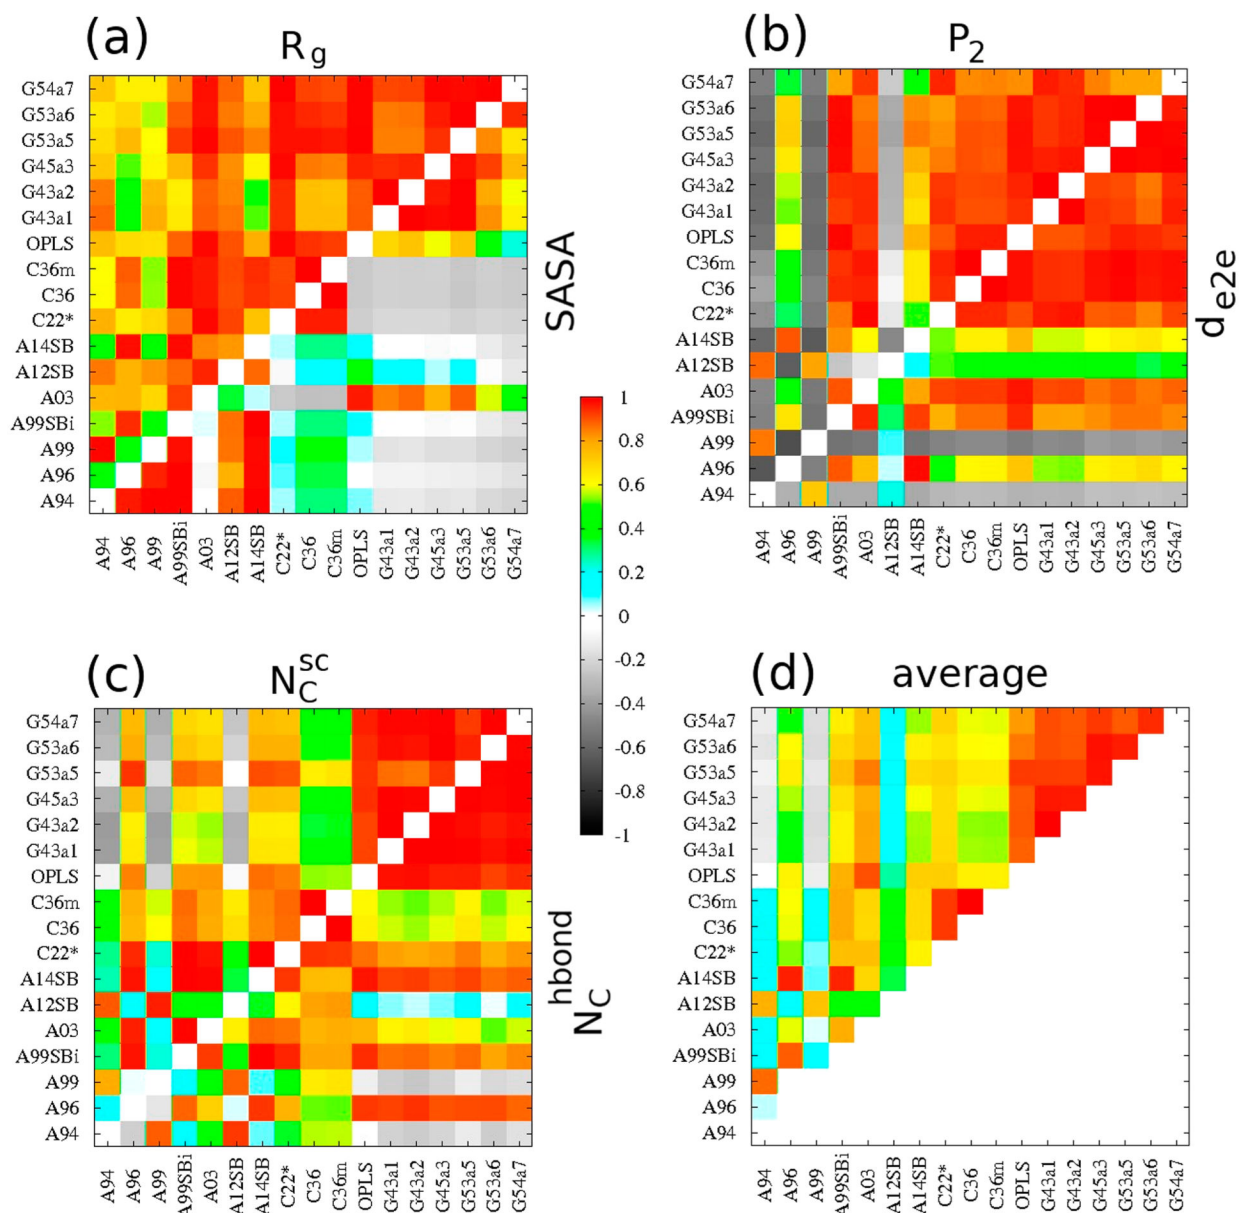 (a)
R g
G54a7
G53a6
G53a5
G45a3
G43a2
G43a1
OPLS
C36m
C36
C22*
A14SB
A12SB
A03
A99SBi
A99
A96
A94
A94 A96 A99 A99SBi A03 A12SB A14SB C22* C36 C36m OPLS G43a1 G43a2 G45a3 G53a5 G53a6 G54a7
SASA
(b)
P 2
G54a7
G53a6
G53a5
G45a3
G43a2
G43a1
OPLS
C36m
C36
C22*
A14SB
A12SB
A03
A99SBi
A99
A96
A94
A94 A96 A99 A99SBi A03 A12SB A14SB C22* C36 C36m OPLS G43a1 G43a2 G45a3 G53a5 G53a6 G54a7
d e2e
1
0.8
0.6
0.4
0.2
0
-0.2
-0.4
-0.6
-0.8
-1
(c)
N C sc
G54a7
G53a6
G53a5
G45a3
G43a2
G43a1
OPLS
C36m
C36
C22*
A14SB
A12SB
A03
A99SBi
A99
A96
A94
A94 A96 A99 A99SBi A03 A12SB A14SB C22* C36 C36m OPLS G43a1 G43a2 G45a3 G53a5 G53a6 G54a7
N C hbond
(d)
average
G54a7
G53a6
G53a5
G45a3
G43a2
G43a1
OPLS
C36m
C36
C22*
A14SB
A12SB
A03
A99SBi
A99
A96
A94
A94 A96 A99 A99SBi A03 A12SB A14SB C22* C36 C36m OPLS G43a1 G43a2 G45a3 G53a5 G53a6 G54a7